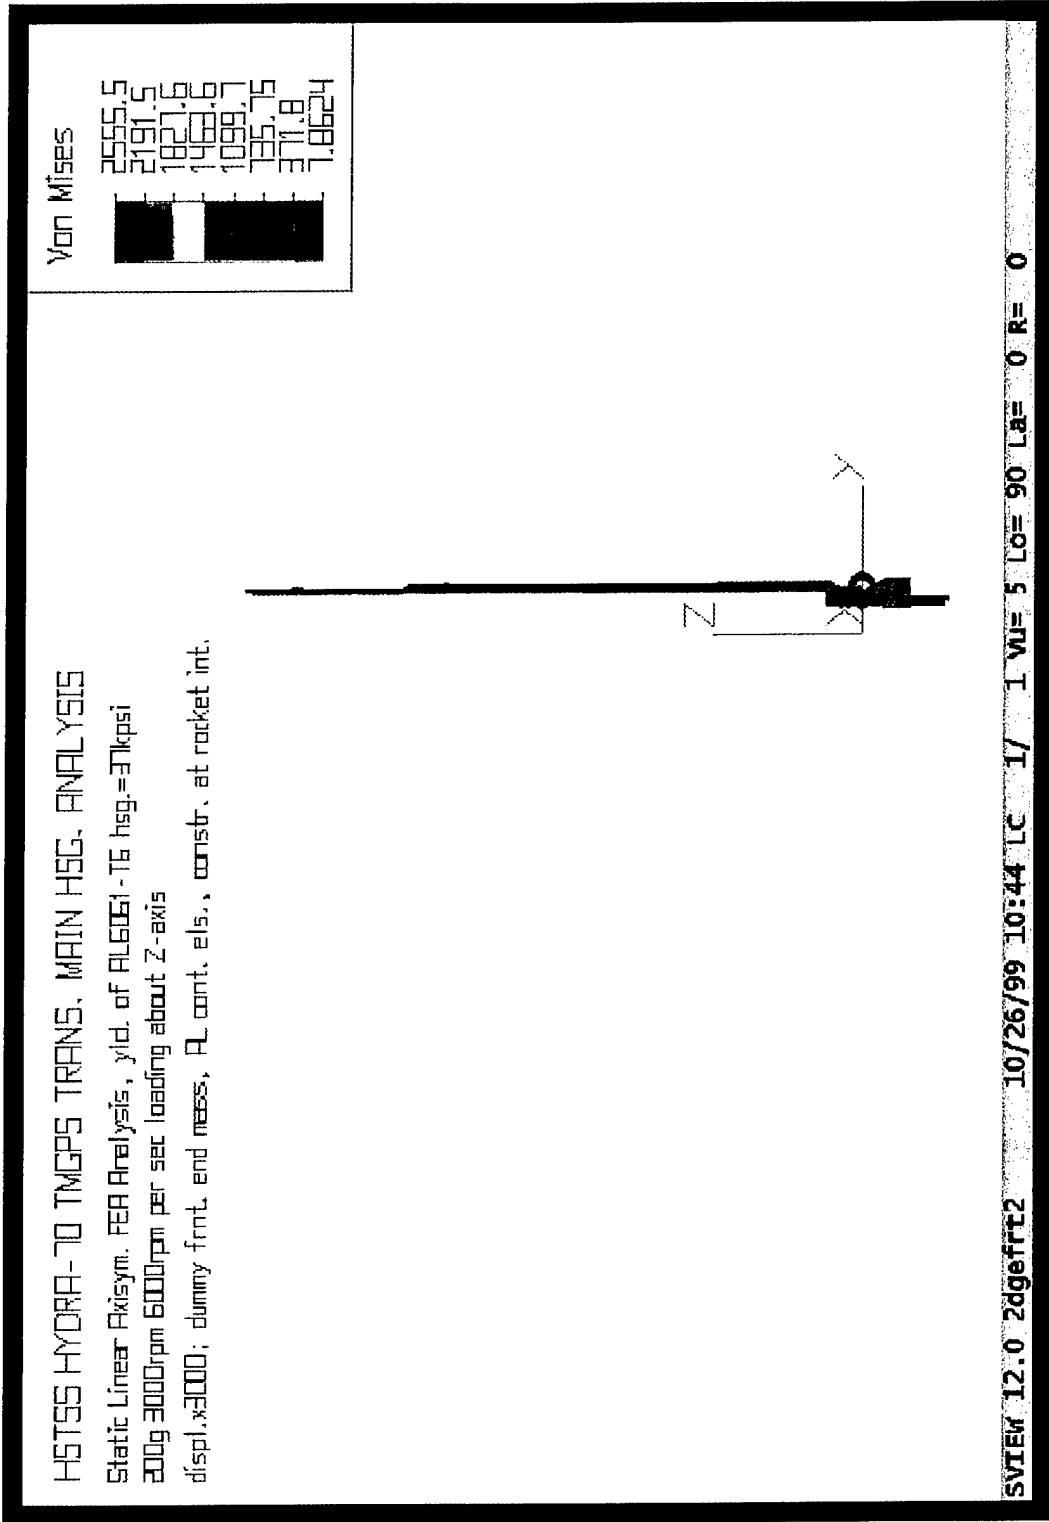 HSTSS HYDRA-70 TMGPS TRANS. MAIN HSG. ANALYSIS
Static Linear Axisym. FEA Analysis, yld. of AL6061-T6 hsg.=37kpsi
200g 3000rpm 6000rpm per sec loading about Z-axis
displ.x3000; dummy frnt. end mass, AL cont. els., constr. at rocket int.
Von Mises
2555.5
2191.5
1827.6
1463.6
1099.7
735.75
371.8
7.8624
Z
X
Y
SVIEW 12.0 2dgefrt2 10/26/99 10:44 LC 1/ 1 VU= 5 Lo= 90 La= 0 R= 0